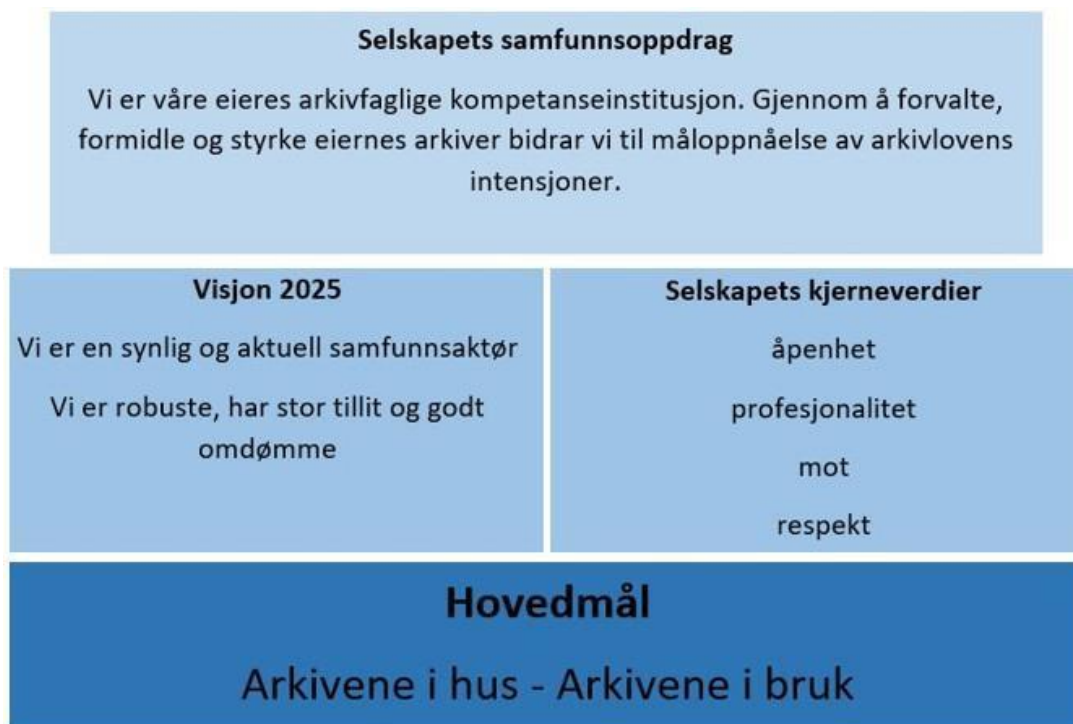 Selskapets samfunnsoppdrag
Vi er våre eieres arkivfaglige kompetanseinstitusjon. Gjennom å forvalte,
formidle og styrke eiernes arkiver bidrar vi til måloppnåelse av arkivlovens
intensjoner.
Visjon 2025
Vi er en synlig og aktuell samfunnsaktør
Vi er robuste, har stor tillit og godt
omdømme
Selskapets kjerneverdier
åpenhet
profesjonalitet
mot
respekt
Hovedmål
Arkivene i hus - Arkivene i bruk